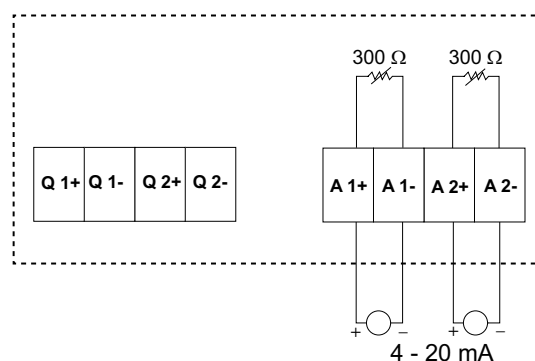 300 Ω 300 Ω
Q 1+ Q 1- Q 2+ Q 2- A 1+ A 1- A 2+ A 2-
+ − + −
4 - 20 mA